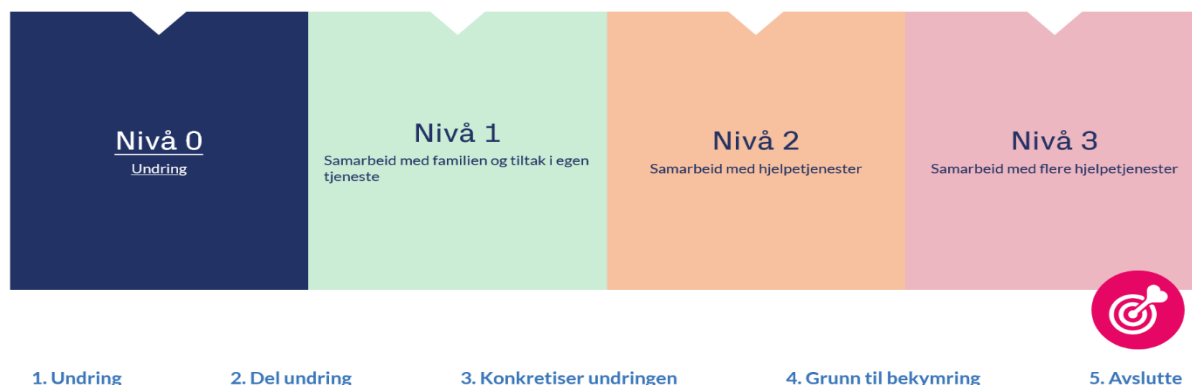 Nivå 0
Undring
Nivå 1
Samarbeid med familien og tiltak i egen
tjeneste
Nivå 2
Samarbeid med hjelpetjenester
Nivå 3
Samarbeid med flere hjelpetjenester
1. Undring
2. Del undring
3. Konkretiser undringen
4. Grunn til bekymring
5. Avslutte